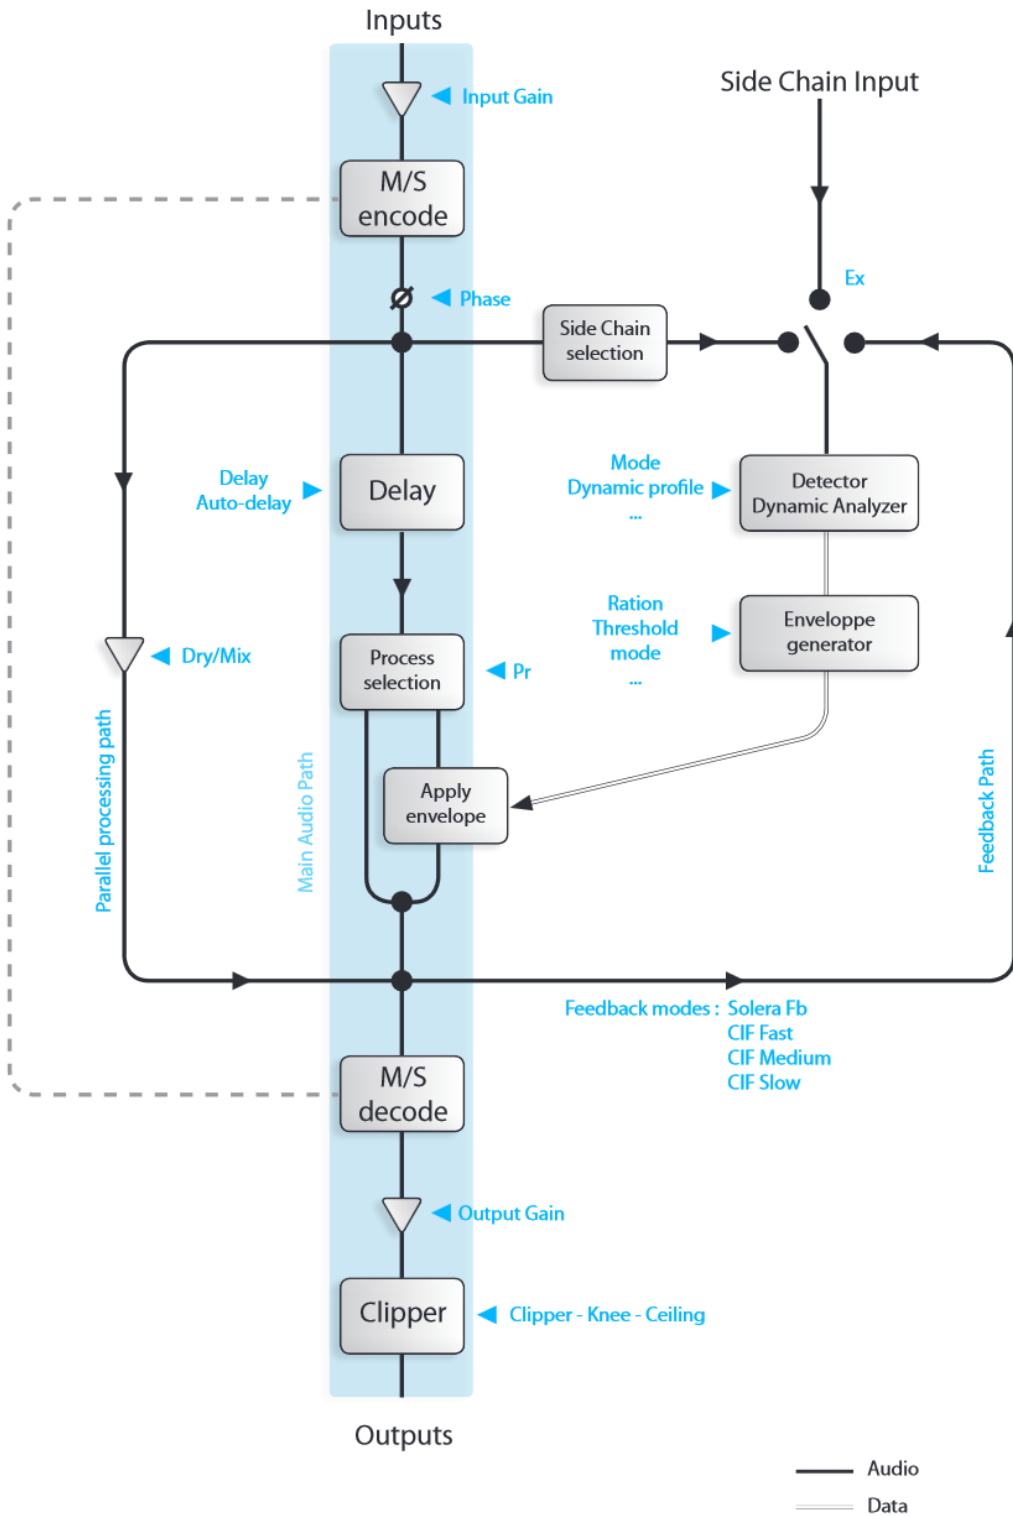 Inputs
Input Gain
Side Chain Input
M/S
encode
Ex
Phase
Side Chain
selection
Delay
Auto-delay
Delay
Mode
Dynamic profile
...
Detector
Dynamic Analyzer
Ration
Threshold
mode
...
Enveloppe
generator
Dry/Mix
Process
selection
Pr
Parallel processing path
Main Audio Path
Apply
envelope
Feedback Path
Feedback modes : Solera Fb
CIF Fast
CIF Medium
CIF Slow
M/S
decode
Output Gain
Clipper
Clipper - Knee - Ceiling
Outputs
Audio
Data